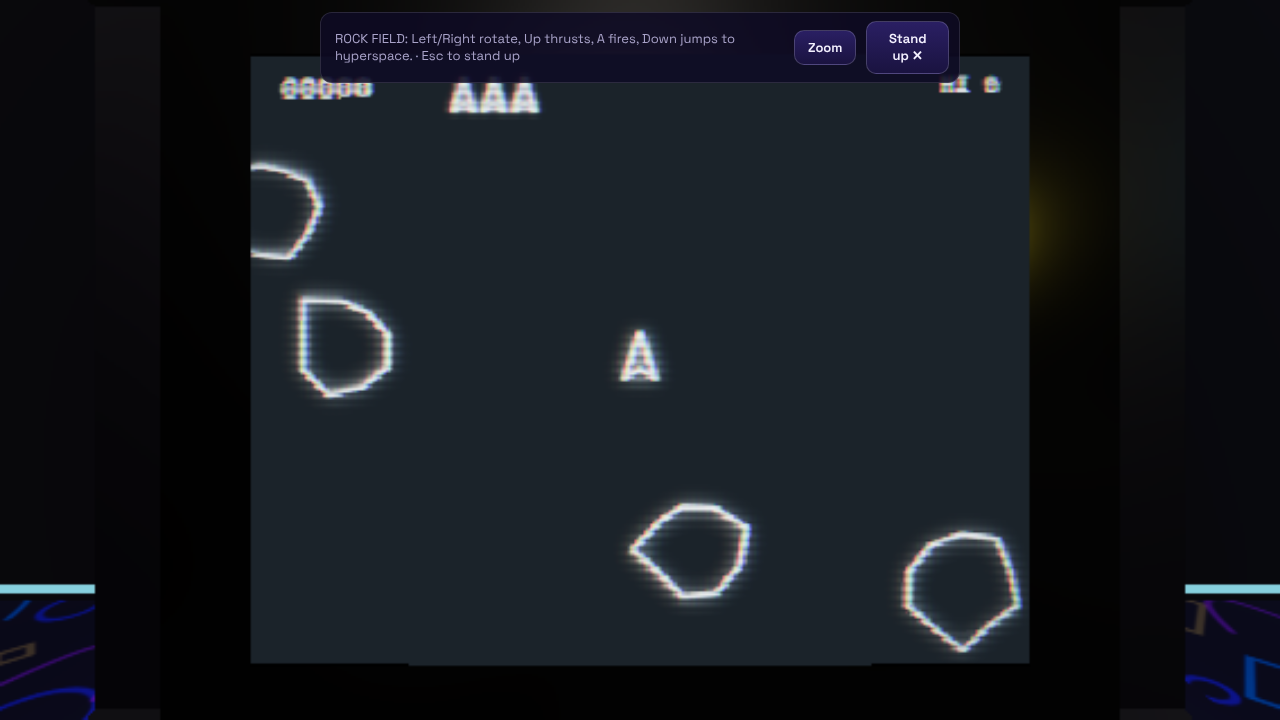 ROCK FIELD: Left/Right rotate, Up thrusts, A fires, Down jumps to
hyperspace. · Esc to stand up
Zoom
Stand
up ✕
00000